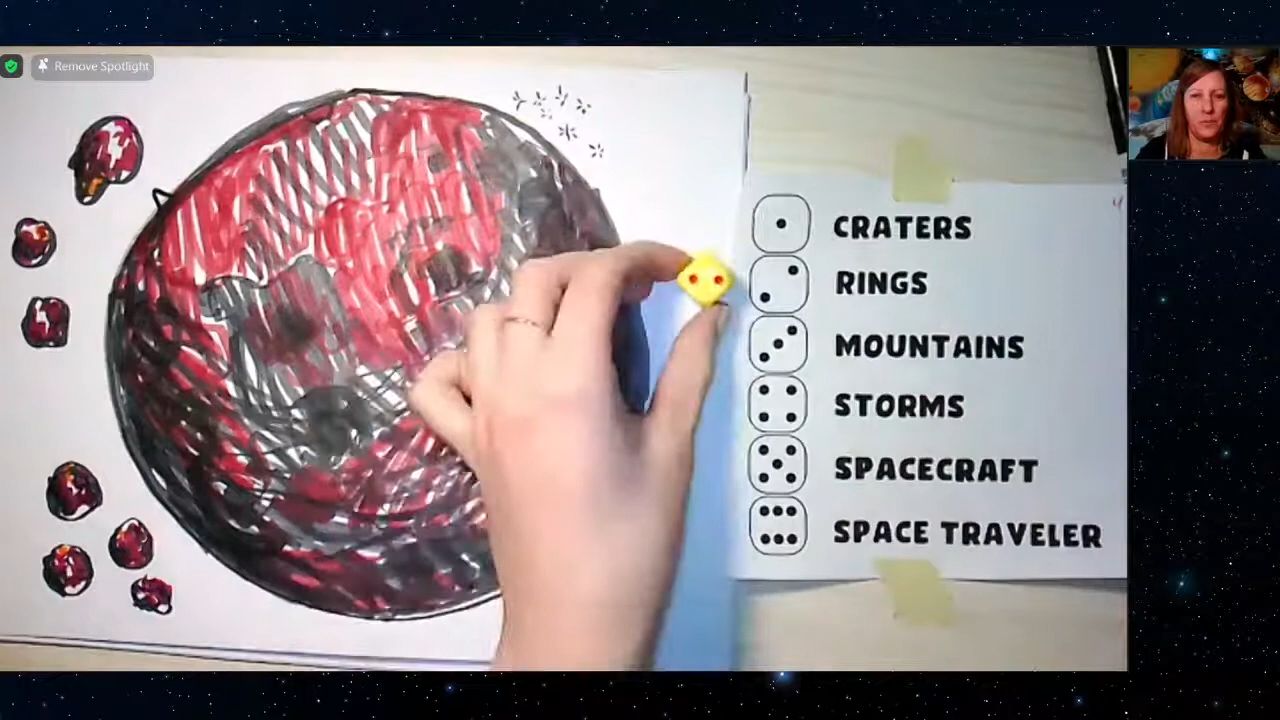 Remove Spotlight
CRATERS
RINGS
MOUNTAINS
STORMS
SPACECRAFT
SPACE TRAVELER